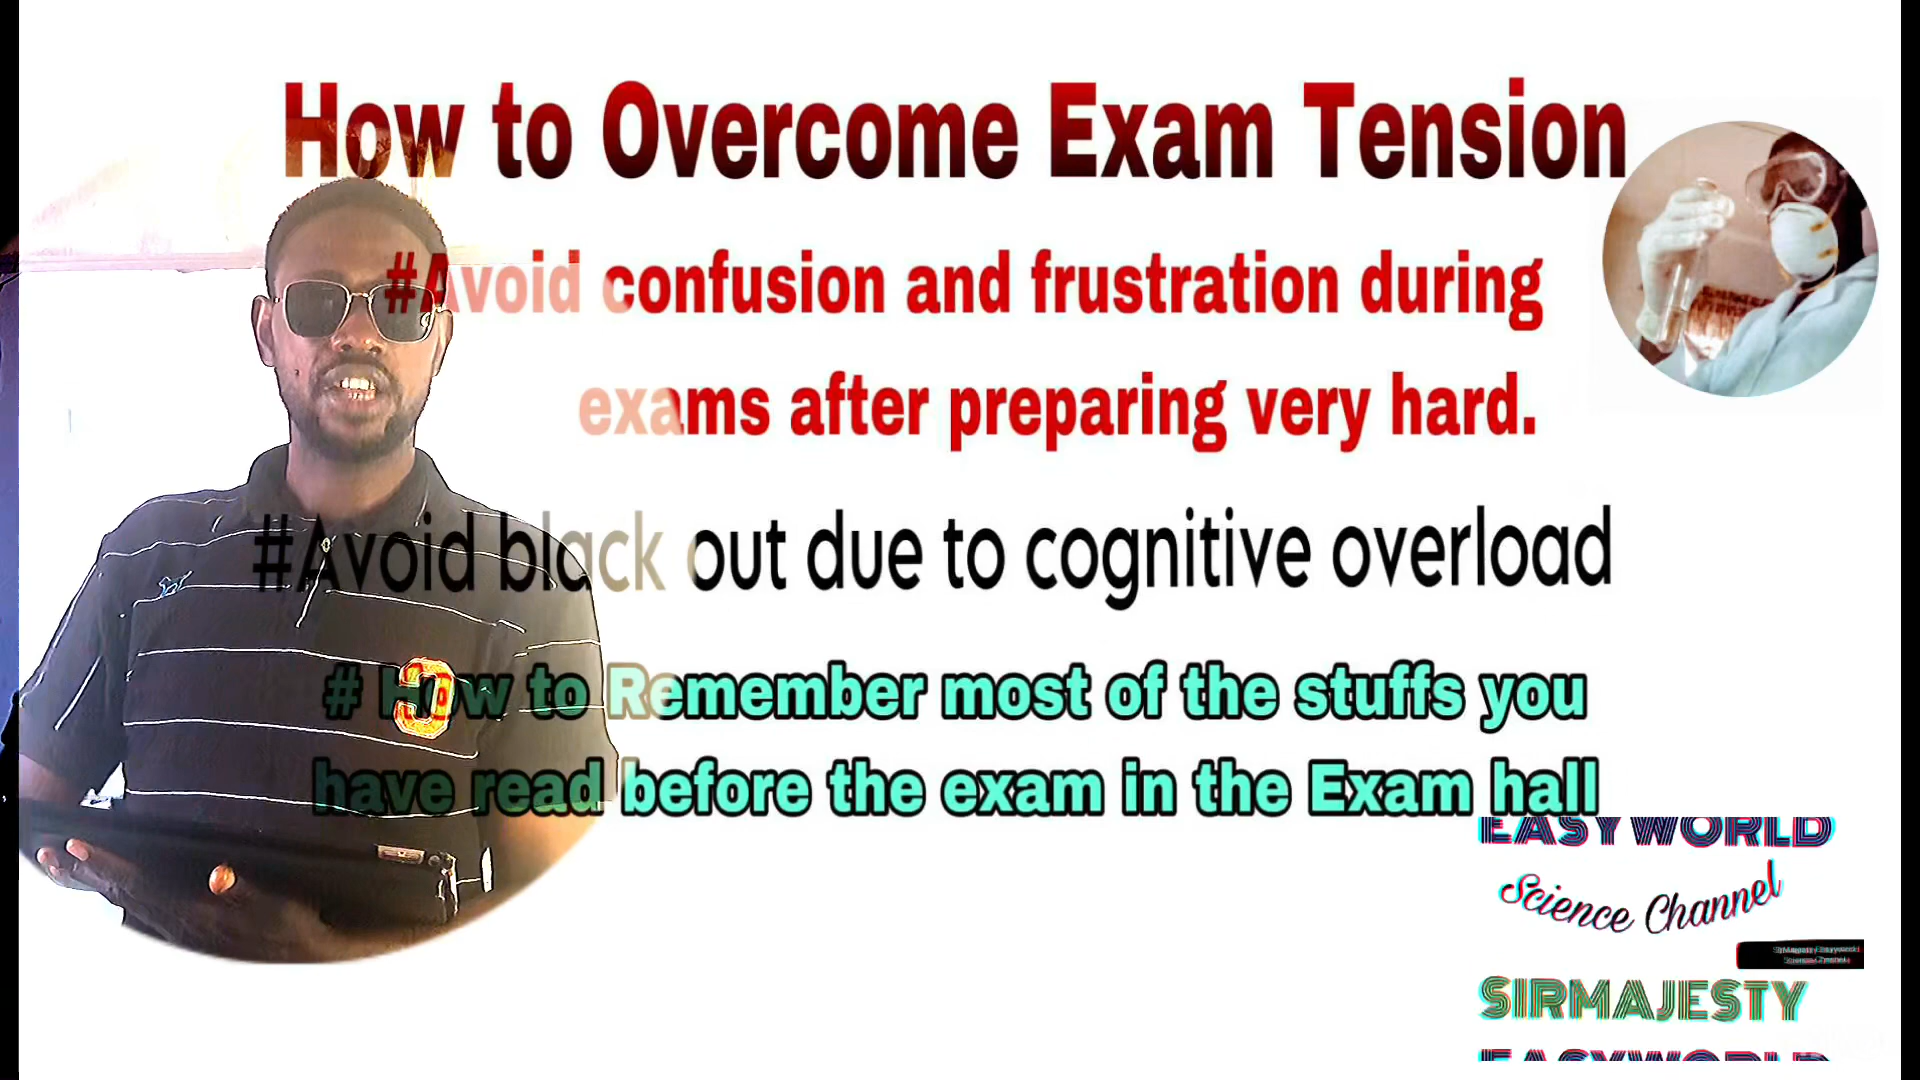 How to Overcome Exam Tension
#Avoid confusion and frustration during
exams after preparing very hard.
#Avoid black out due to cognitive overload
# How to Remember most of the stuffs you
have read before the exam in the Exam hall
C
EASYWORLD
Science Channel
SIRMAJESTY
EASYWORLD